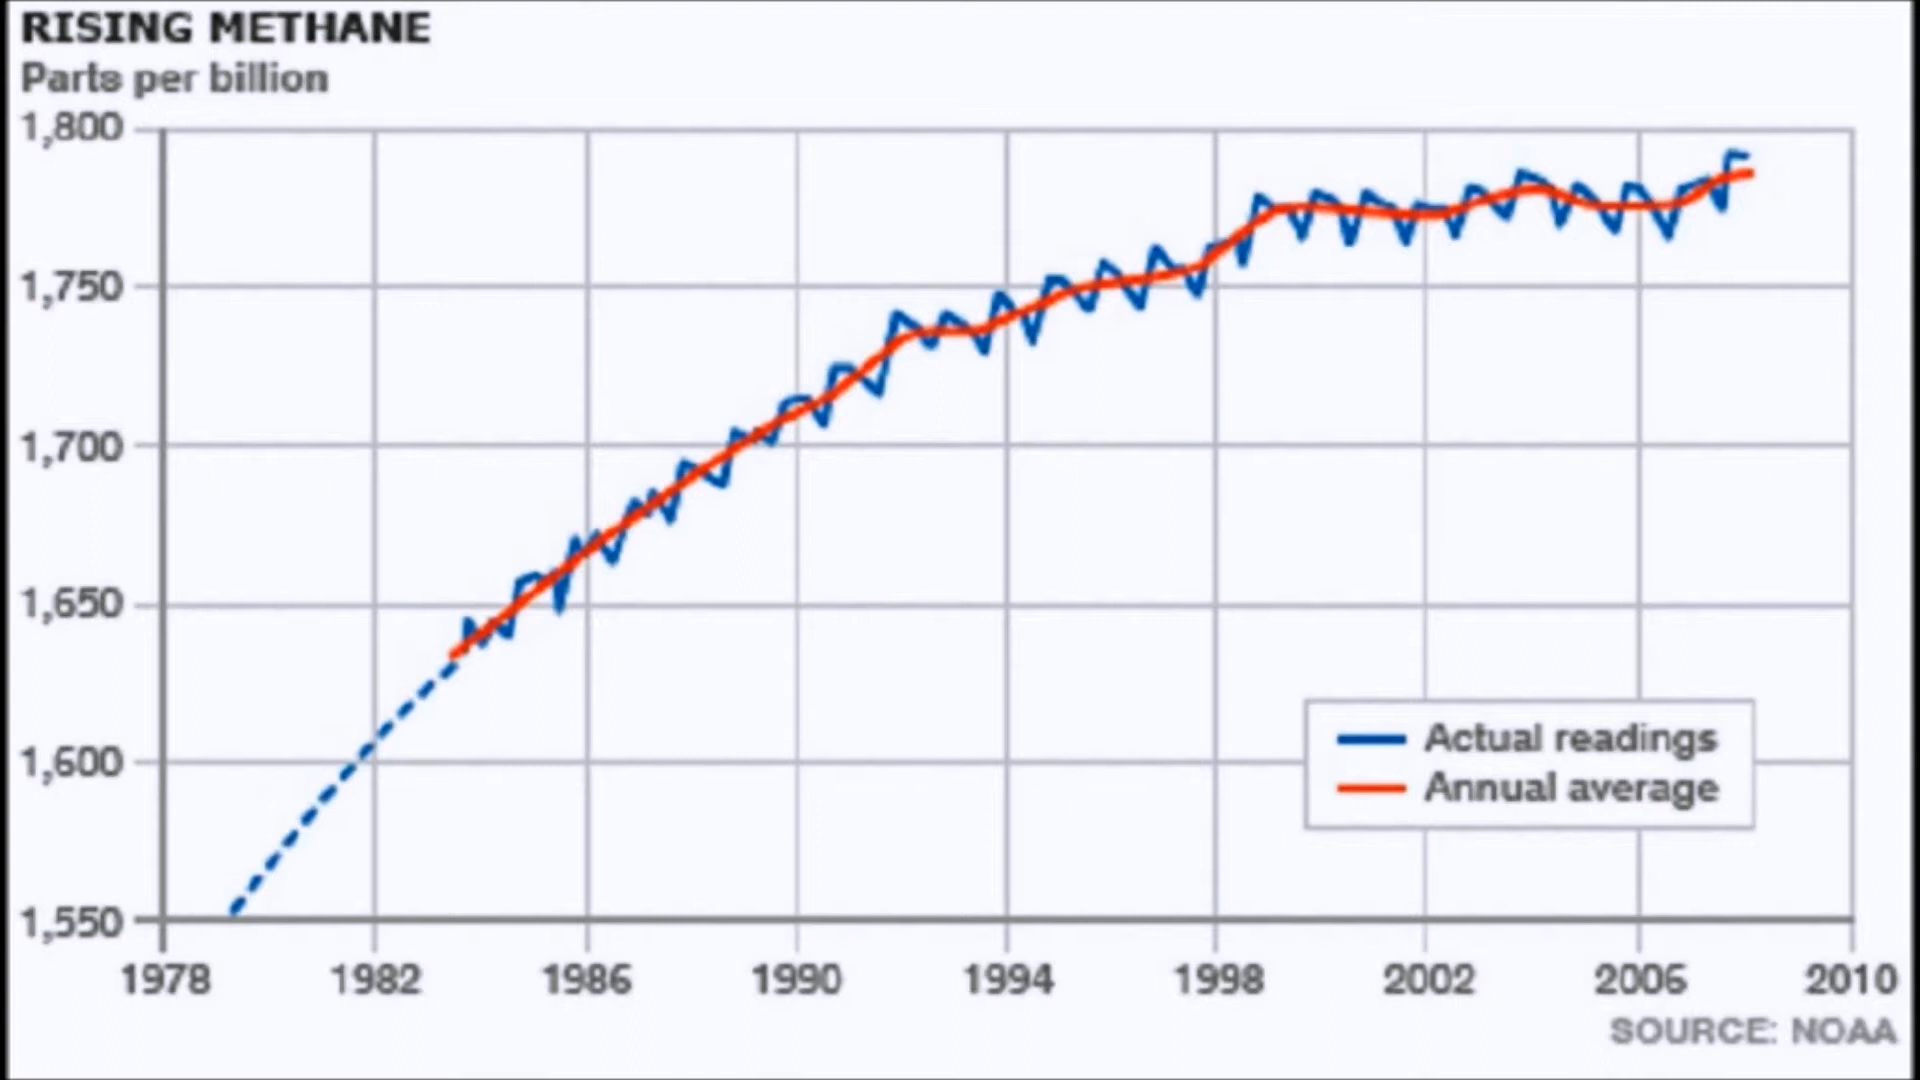 RISING METHANE
Parts per billion
1,800
1,750
1,700
1,650
1,600
1,550
1978 1982 1986 1990 1994 1998 2002 2006 2010
Actual readings
Annual average
SOURCE: NOAA